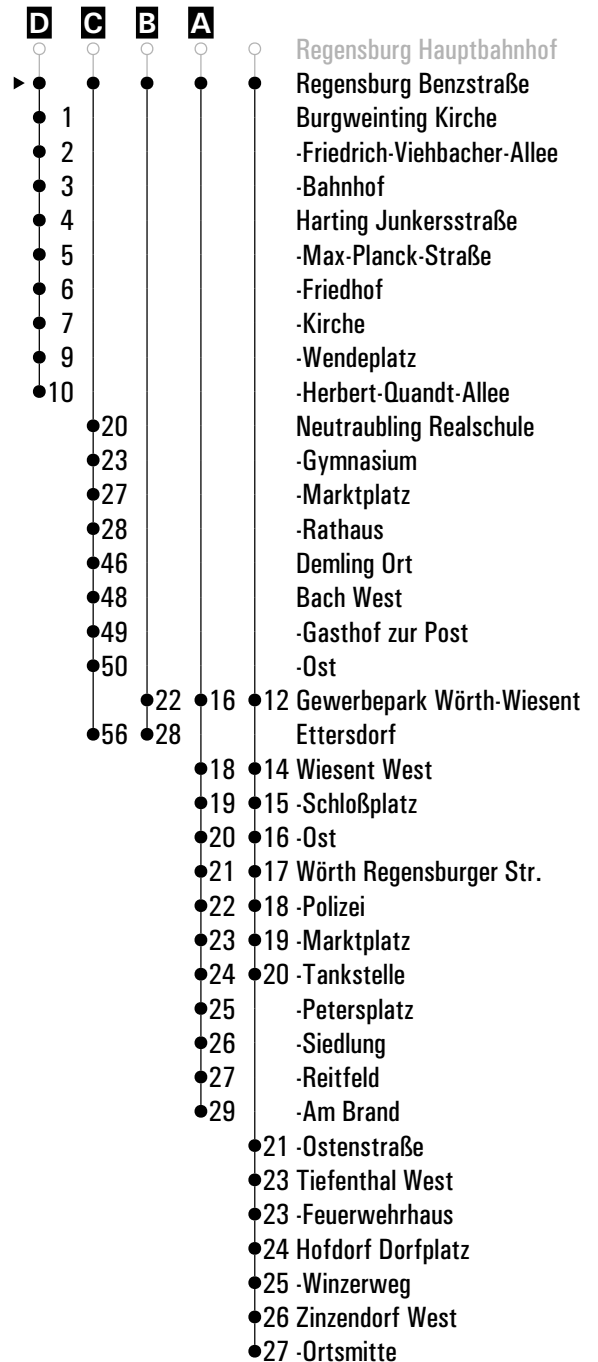 D C B A
Regensburg Hauptbahnhof
Regensburg Benzstraße
1 Burgweinting Kirche
2 -Friedrich-Viehbacher-Allee
3 -Bahnhof
4 Harting Junkersstraße
5 -Max-Planck-Straße
6 -Friedhof
7 -Kirche
9 -Wendeplatz
10 -Herbert-Quandt-Allee
20 Neutraubling Realschule
23 -Gymnasium
27 -Marktplatz
28 -Rathaus
46 Demling Ort
48 Bach West
49 -Gasthof zur Post
50 -Ost
22 16 12 Gewerbepark Wörth-Wiesent
56 28 Ettersdorf
18 14 Wiesent West
19 15 -Schloßplatz
20 16 -Ost
21 17 Wörth Regensburger Str.
22 18 -Polizei
23 19 -Marktplatz
24 20 -Tankstelle
25 -Petersplatz
26 -Siedlung
27 -Reitfeld
29 -Am Brand
21 -Ostenstraße
23 Tiefenthal West
23 -Feuerwehrhaus
24 Hofdorf Dorfplatz
25 -Winzerweg
26 Zinzendorf West
27 -Ortsmitte